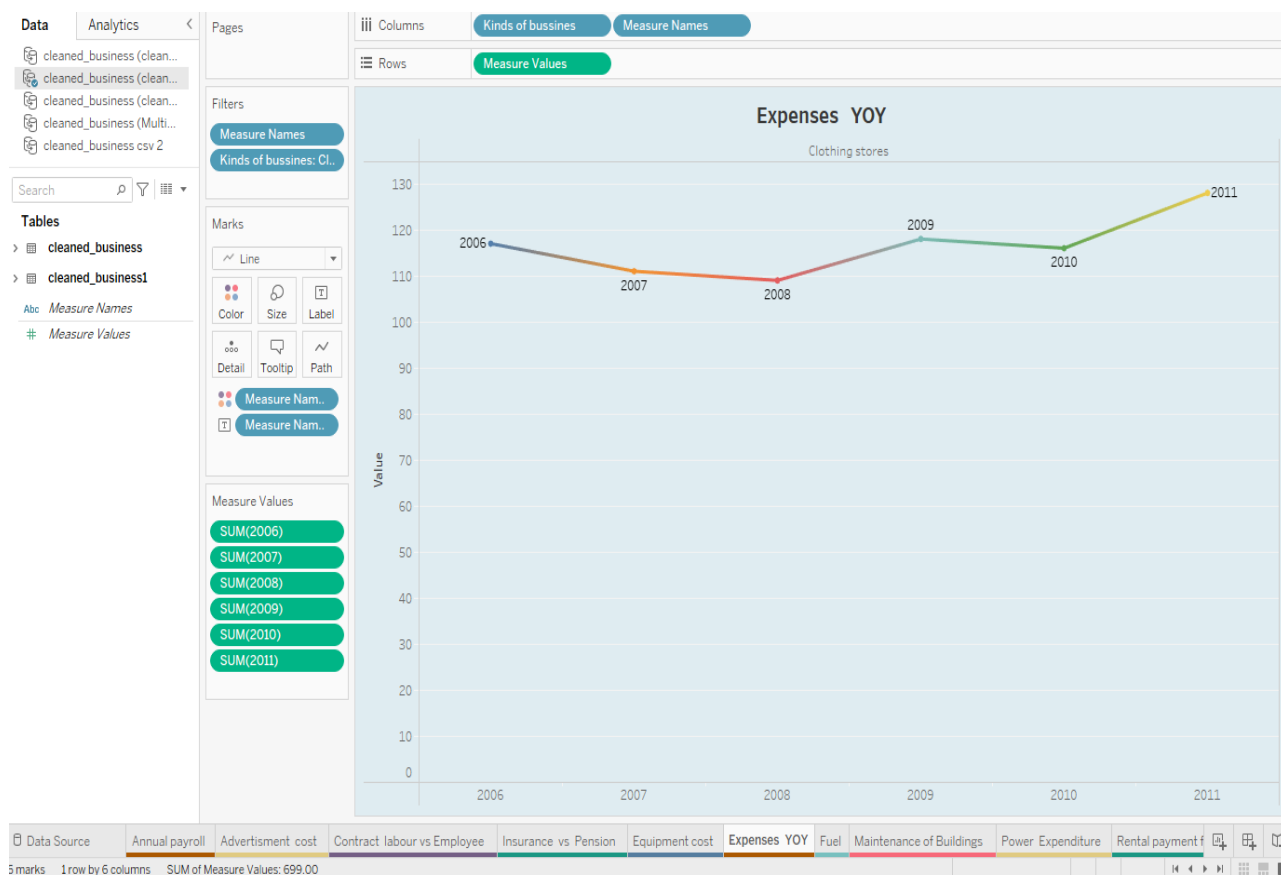 Data Analytics
cleaned_business (clean...
cleaned_business (clean...
cleaned_business (clean...
cleaned_business (Multi...
cleaned_business csv 2
Search
Tables
cleaned_business
cleaned_business1
Abc Measure Names
# Measure Values
Pages
Filters
Measure Names
Kinds of bussines: Cl..
Marks
Line
Color Size Label
Detail Tooltip Path
Measure Nam..
Measure Nam..
Measure Values
SUM(2006)
SUM(2007)
SUM(2008)
SUM(2009)
SUM(2010)
SUM(2011)
Columns Kinds of bussines Measure Names
Rows Measure Values
Expenses YOY
Clothing stores
130
120
110
100
90
80
70
60
50
40
30
20
10
0
Value
2006
2007
2008
2009
2010
2011
2006 2007 2008 2009 2010 2011
Data Source Annual payroll Advertisment cost Contract labour vs Employee Insurance vs Pension Equipment cost Expenses YOY Fuel Maintenance of Buildings Power Expenditure Rental payment f
marks 1 row by 6 columns SUM of Measure Values: 699.00